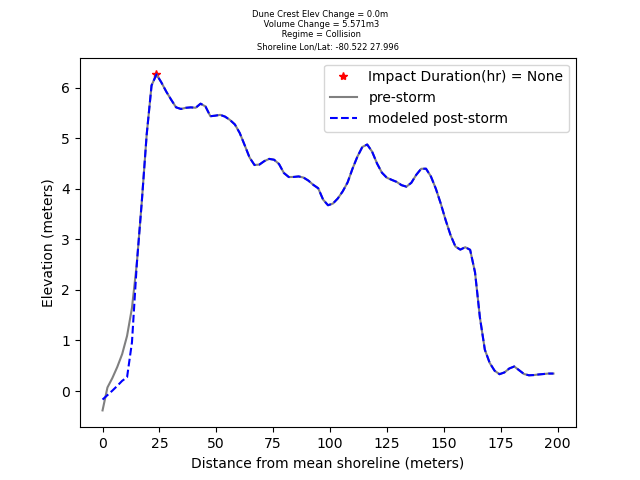 Dune Crest Elev Change = 0.0m
Volume Change = 5.571m3
Regime = Collision
Shoreline Lon/Lat: -80.522 27.996
Impact Duration(hr) = None
pre-storm
modeled post-storm
Elevation (meters)
6
5
4
3
2
1
0
0 25 50 75 100 125 150 175 200
Distance from mean shoreline (meters)